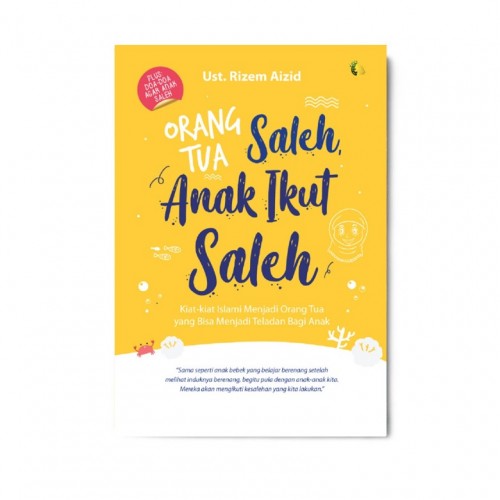 Ust. Rizem Aizid
PLUS
DOA-DOA
AGAR ANAK
SALEH
ORANG
TUA
Saleh,
Anak Ikut
Saleh
Kiat-kiat Islami Menjadi Orang Tua
yang Bisa Menjadi Teladan Bagi Anak
"Sama seperti anak bebek yang belajar berenang setelah
melihat induknya berenang, begitu pula dengan anak-anak kita.
Mereka akan mengikuti kesalehan yang kita lakukan."